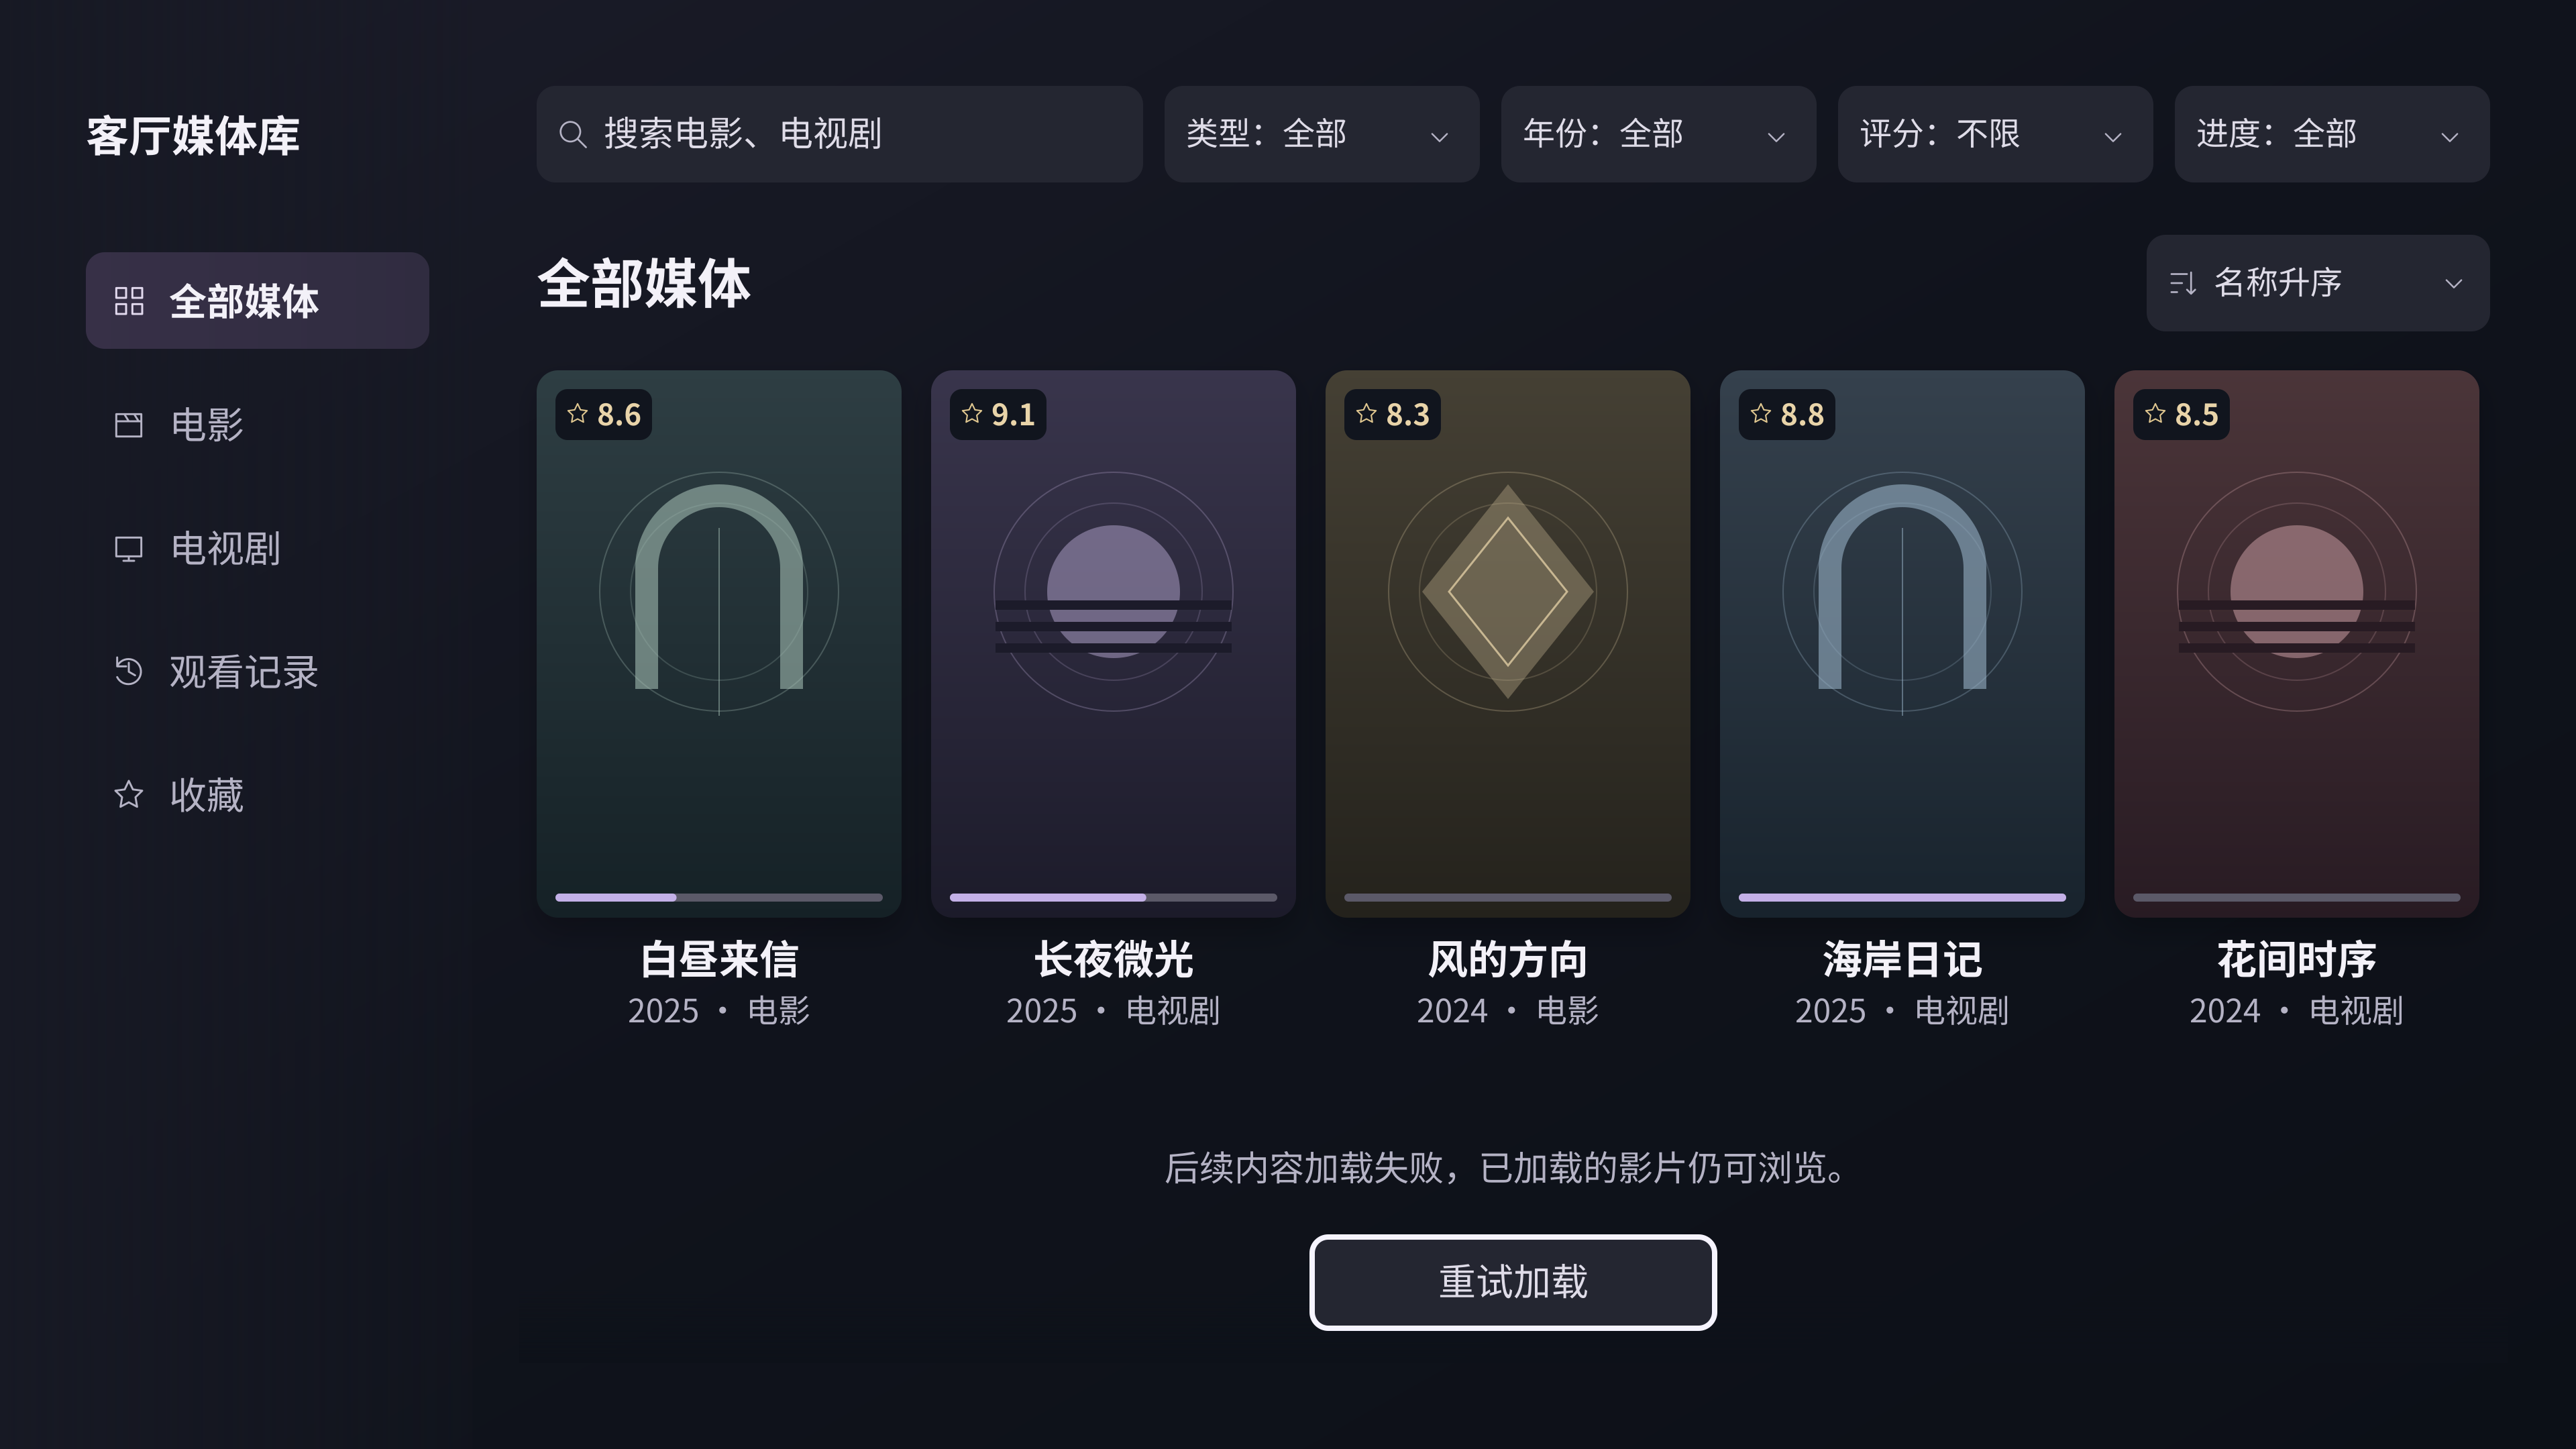 客厅媒体库
搜索电影、电视剧
类型：全部
年份：全部
评分：不限
进度：全部
全部媒体
电影
电视剧
观看记录
收藏
全部媒体
名称升序
8.6
9.1
8.3
8.8
8.5
白昼来信
2025 • 电影
长夜微光
2025 • 电视剧
风的方向
2024 • 电影
海岸日记
2025 • 电视剧
花间时序
2024 • 电视剧
后续内容加载失败，已加载的影片仍可浏览。
重试加载